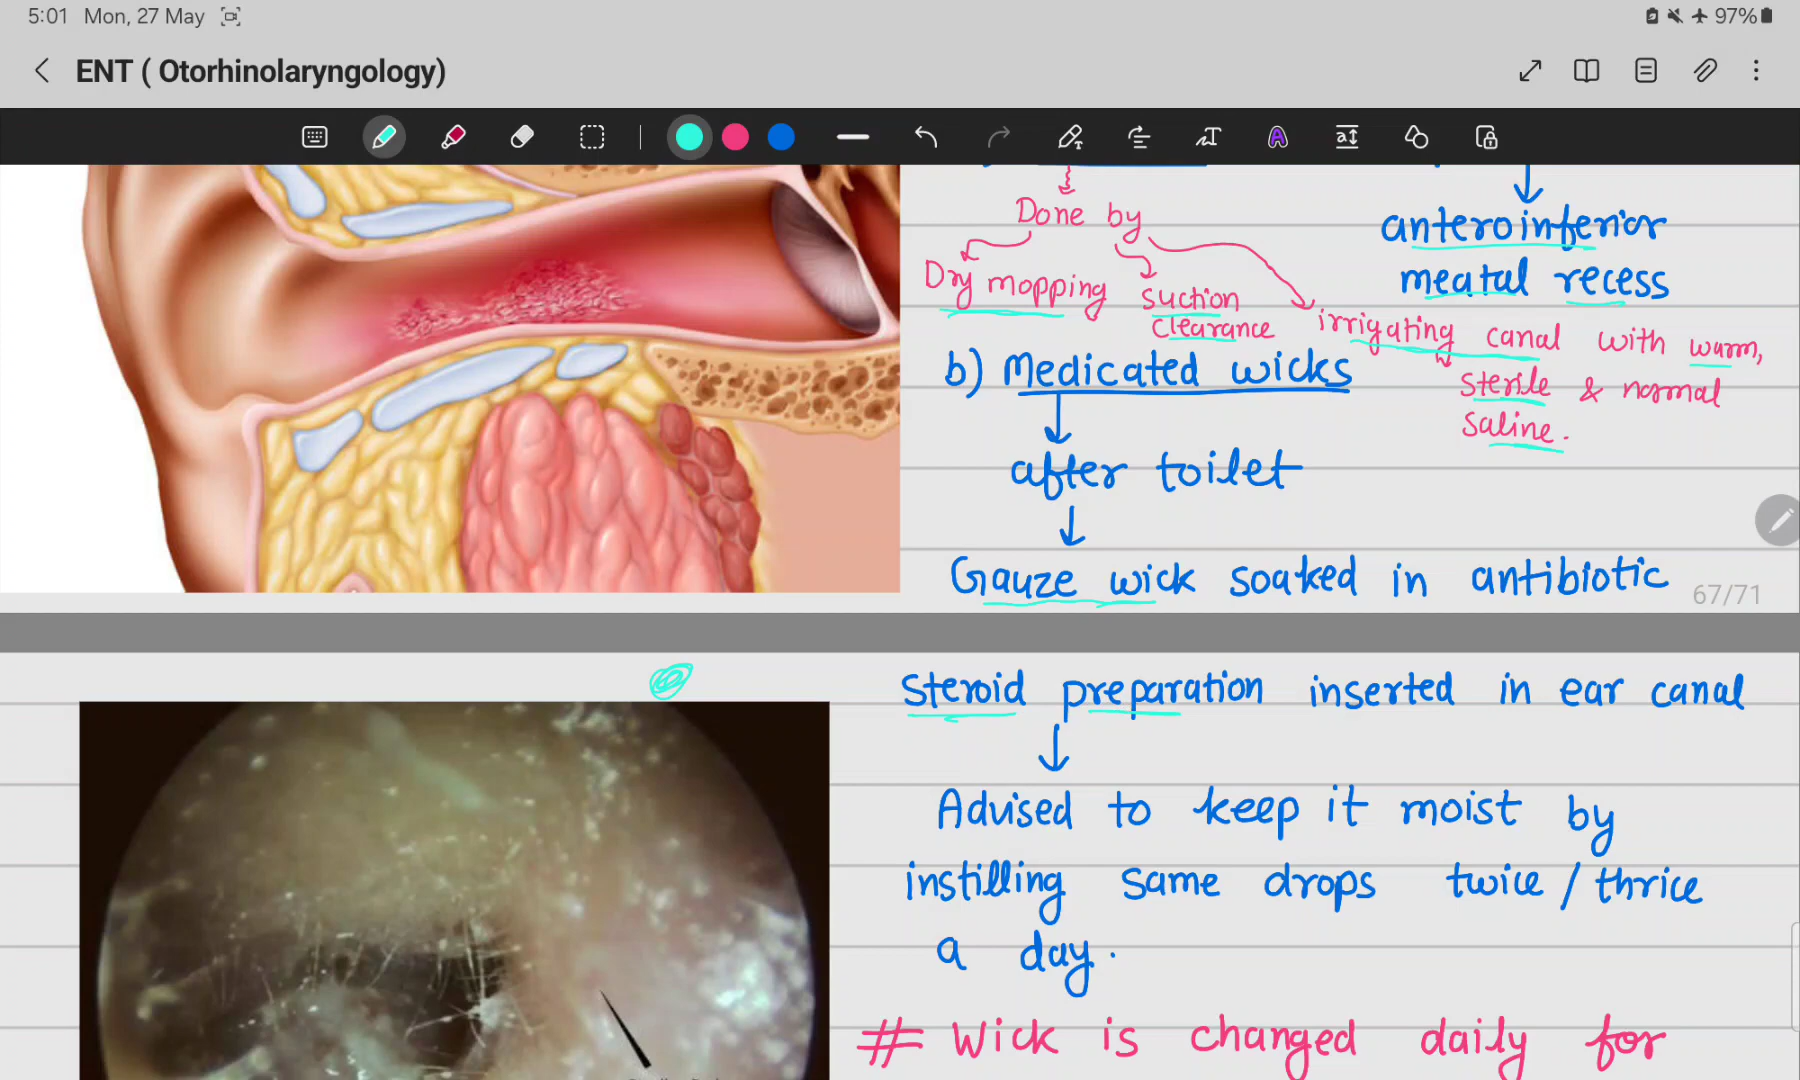 5:01 Mon, 27 May
97%
ENT ( Otorhinolaryngology)
Done by
anteroinferior
meatal recess
Dry mopping
suction
clearance
irrigating canal with warm,
sterile & normal
saline.
b) Medicated wicks
after toilet
Gauze wick soaked in antibiotic
67/71
Steroid preparation inserted in ear canal
Advised to keep it moist by
instilling same drops twice / thrice
a day.
# Wick is changed daily for